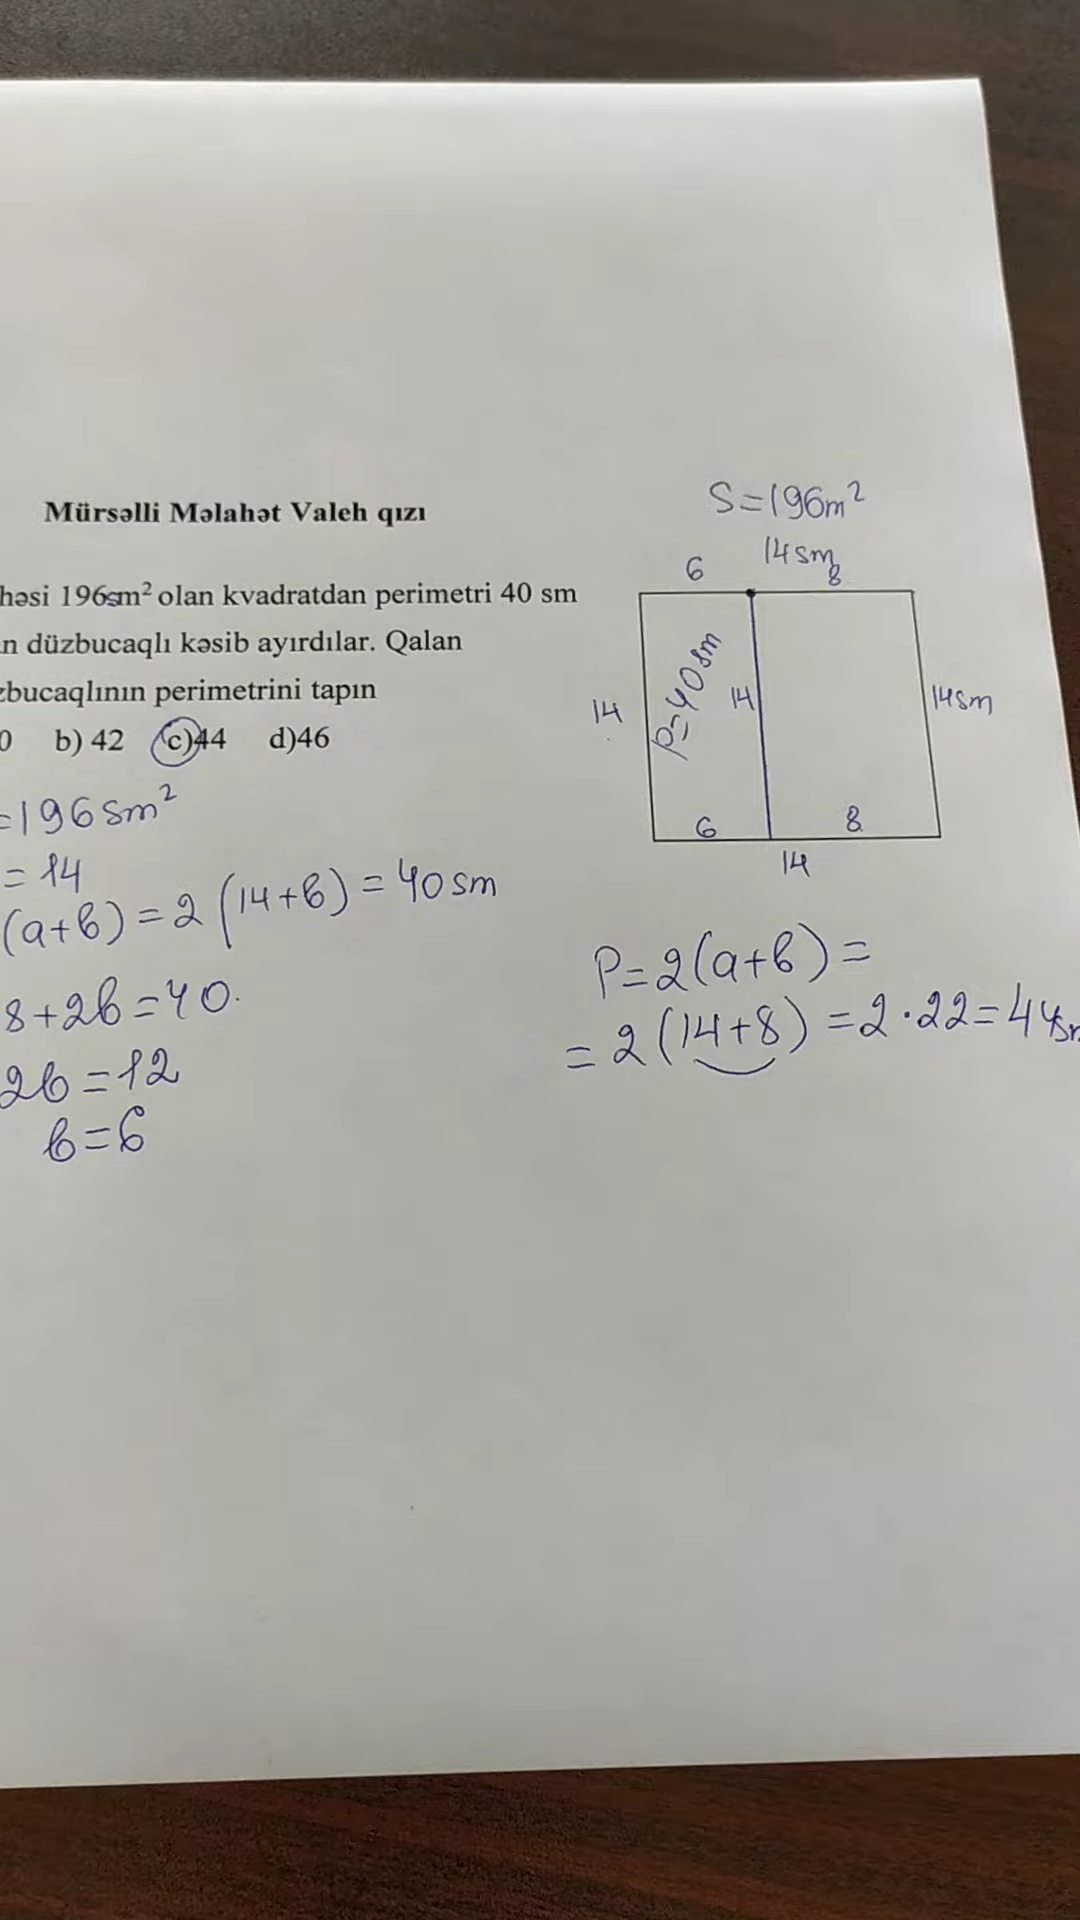 Mürsəlli Məlahət Valeh qızı
həsi 196sm² olan kvadratdan perimetri 40 sm
n düzbucaqlı kəsib ayırdılar. Qalan
zbucaqlının perimetrini tapın
0 b) 42 c)44 d)46
=196sm²
=14
(a+b)=2(14+b)=40sm
8+2b=40.
2b=12
b=6
S=196m²
14sm
6 8
14 P=40sm 14 14sm
6 8
14
P=2(a+b)=
=2(14+8)=2·22=44sm